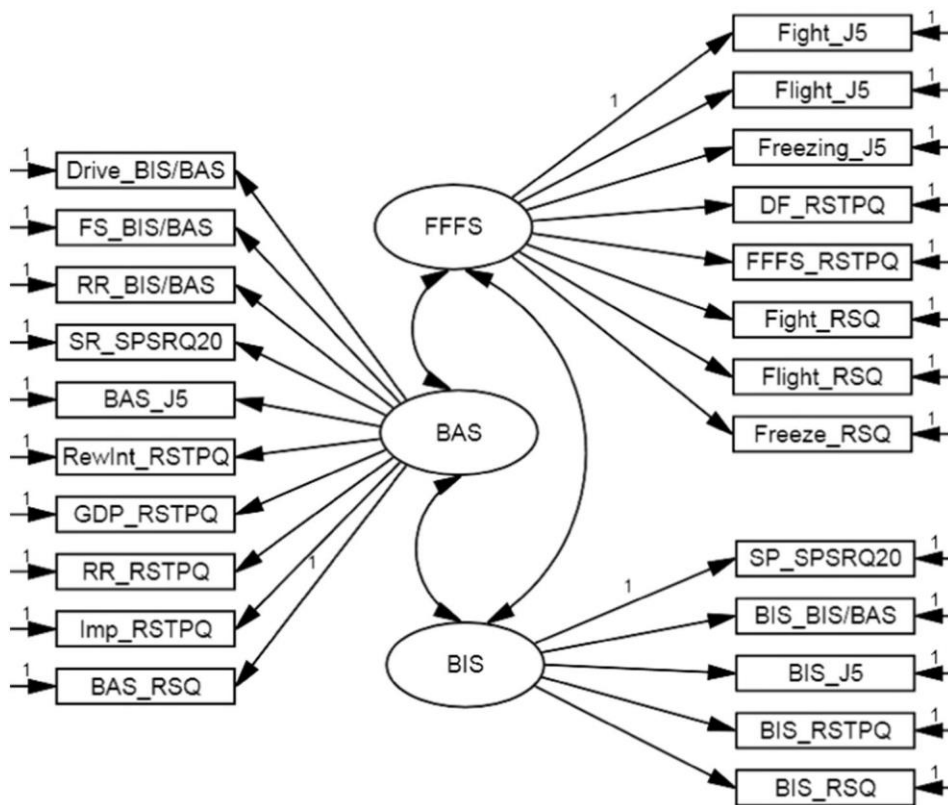 Drive_BIS/BAS
FS_BIS/BAS
RR_BIS/BAS
SR_SPSRQ20
BAS_J5
RewInt_RSTPQ
GDP_RSTPQ
RR_RSTPQ
Imp_RSTPQ
BAS_RSQ
1
1
1
1
1
1
1
1
1
1
1
FFFS
BAS
BIS
1
Fight_J5
Flight_J5
Freezing_J5
DF_RSTPQ
FFFS_RSTPQ
Fight_RSQ
Flight_RSQ
Freeze_RSQ
1
1
1
1
1
1
1
1
1
SP_SPSRQ20
BIS_BIS/BAS
BIS_J5
BIS_RSTPQ
BIS_RSQ
1
1
1
1
1